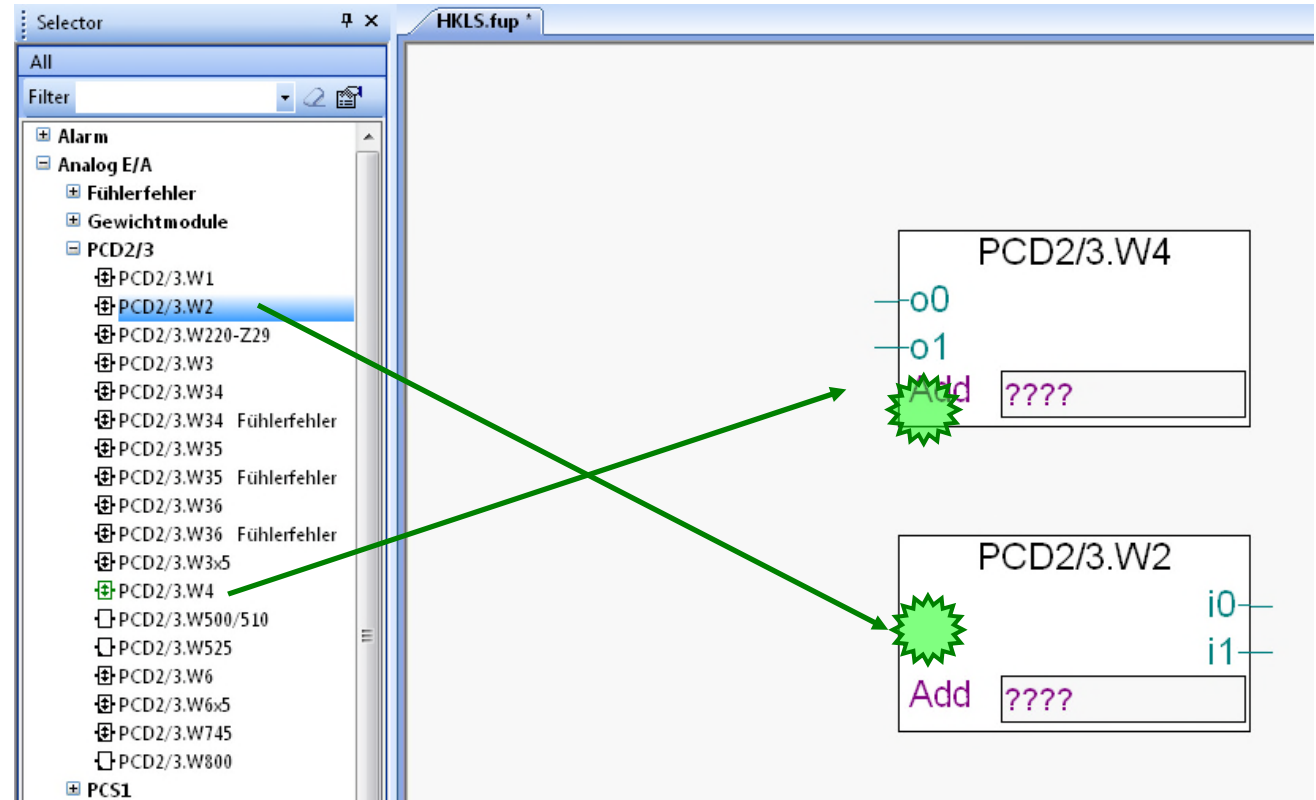 Selector
All
Filter
Alarm
Analog E/A
Fühlerfehler
Gewichtmodule
PCD2/3
PCD2/3.W1
PCD2/3.W2
PCD2/3.W220-Z29
PCD2/3.W3
PCD2/3.W34
PCD2/3.W34 Fühlerfehler
PCD2/3.W35
PCD2/3.W35 Fühlerfehler
PCD2/3.W36
PCD2/3.W36 Fühlerfehler
PCD2/3.W3x5
PCD2/3.W4
PCD2/3.W500/510
PCD2/3.W525
PCD2/3.W6
PCD2/3.W6x5
PCD2/3.W745
PCD2/3.W800
PCS1
HKLS.fup *
PCD2/3.W4
o0
o1
Add ????
PCD2/3.W2
i0
i1
Add ????